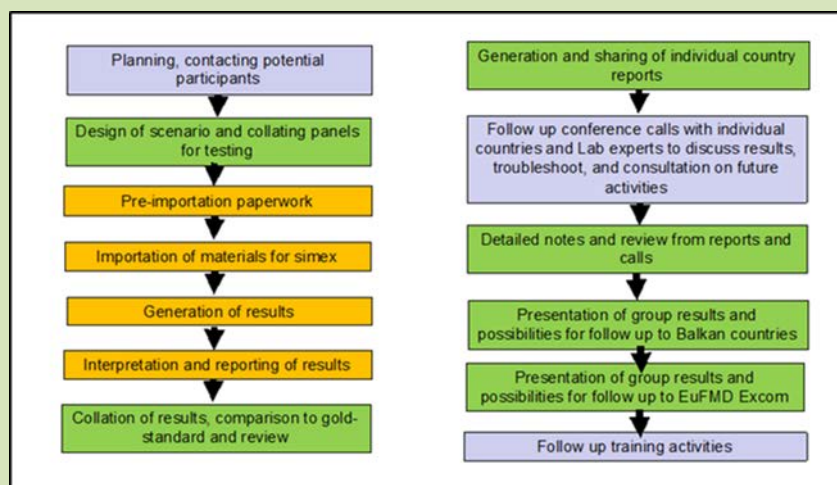 Planning, contacting potential
participants
Design of scenario and collating panels
for testing
Pre-importation paperwork
Importation of materials for simex
Generation of results
Interpretation and reporting of results
Collation of results, comparison to gold-
standard and review
Generation and sharing of individual country
reports
Follow up conference calls with individual
countries and Lab experts to discuss results,
troubleshoot, and consultation on future
activities
Detailed notes and review from reports and
calls
Presentation of group results and
possibilities for follow up to Balkan countries
Presentation of group results and
possibilities for follow up to EuFMD Excom
Follow up training activities